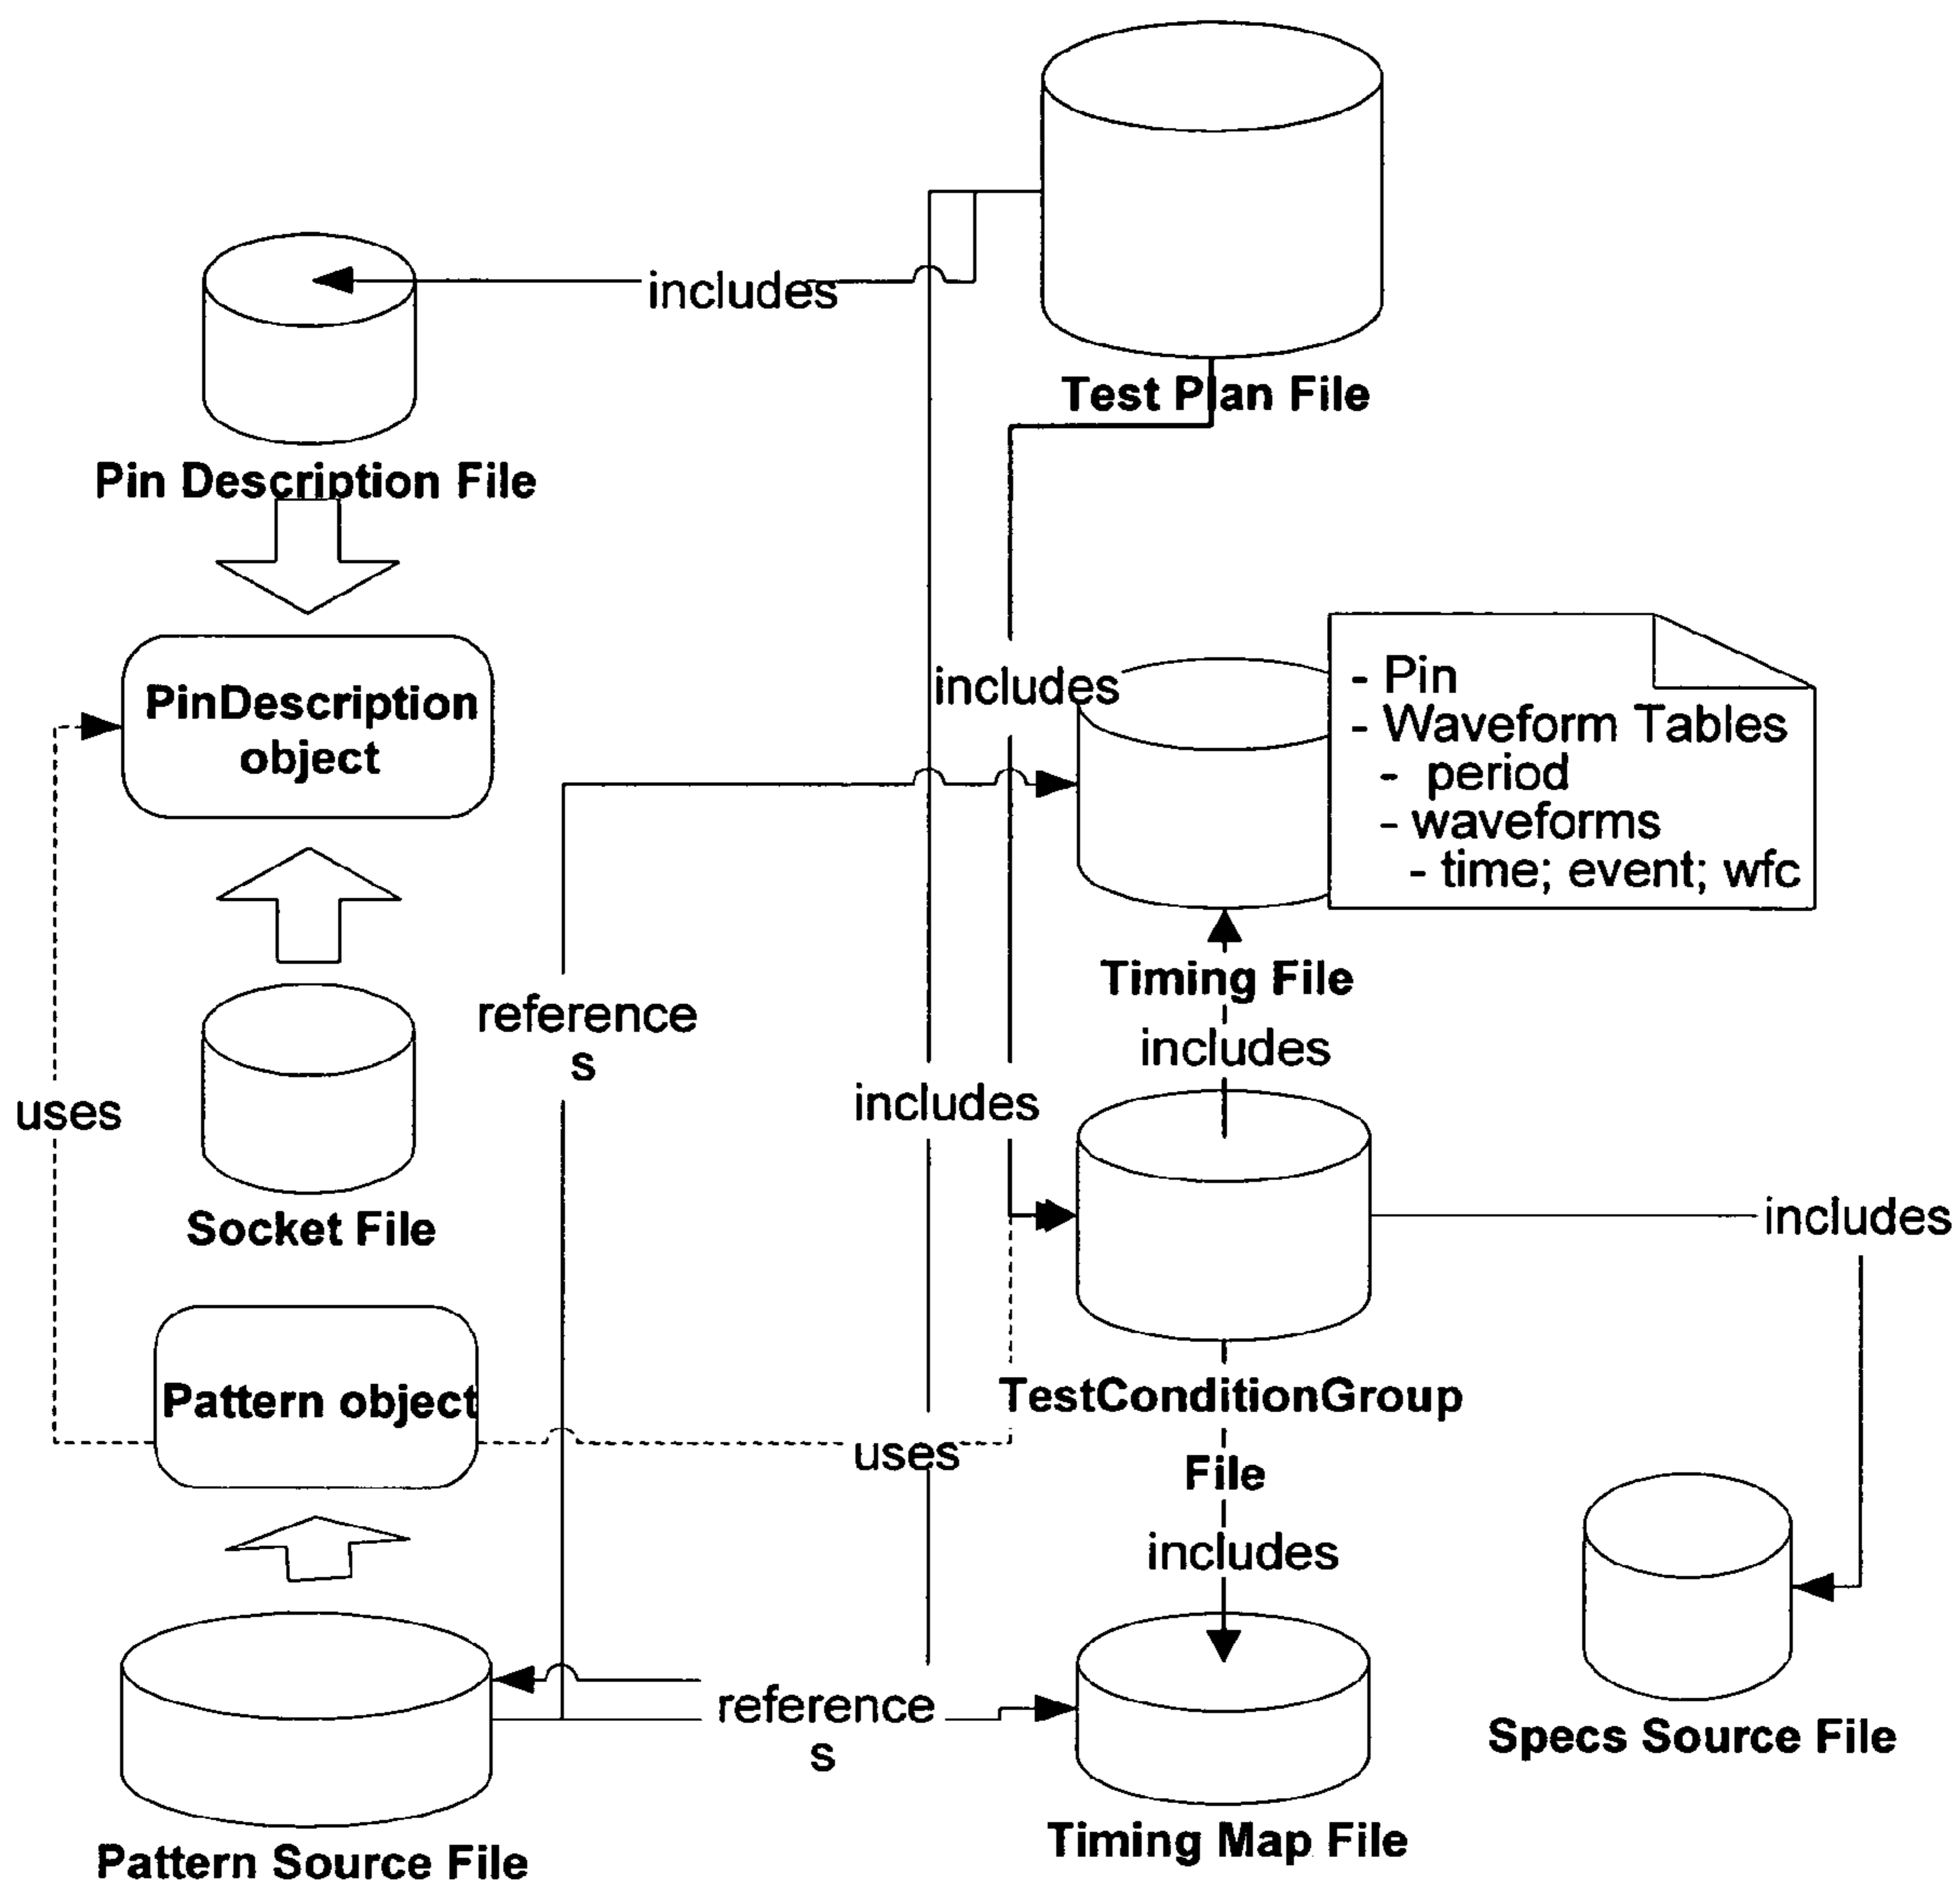 includes
Test Plan File
Pin Description File
PinDescription
object
includes
- Pin
- Waveform Tables
- period
- waveforms
- time; event; wfc
Timing File
reference
s
includes
uses
includes
includes
Socket File
Pattern object
TestConditionGroup
File
uses
includes
reference
s
Specs Source File
Timing Map File
Pattern Source File